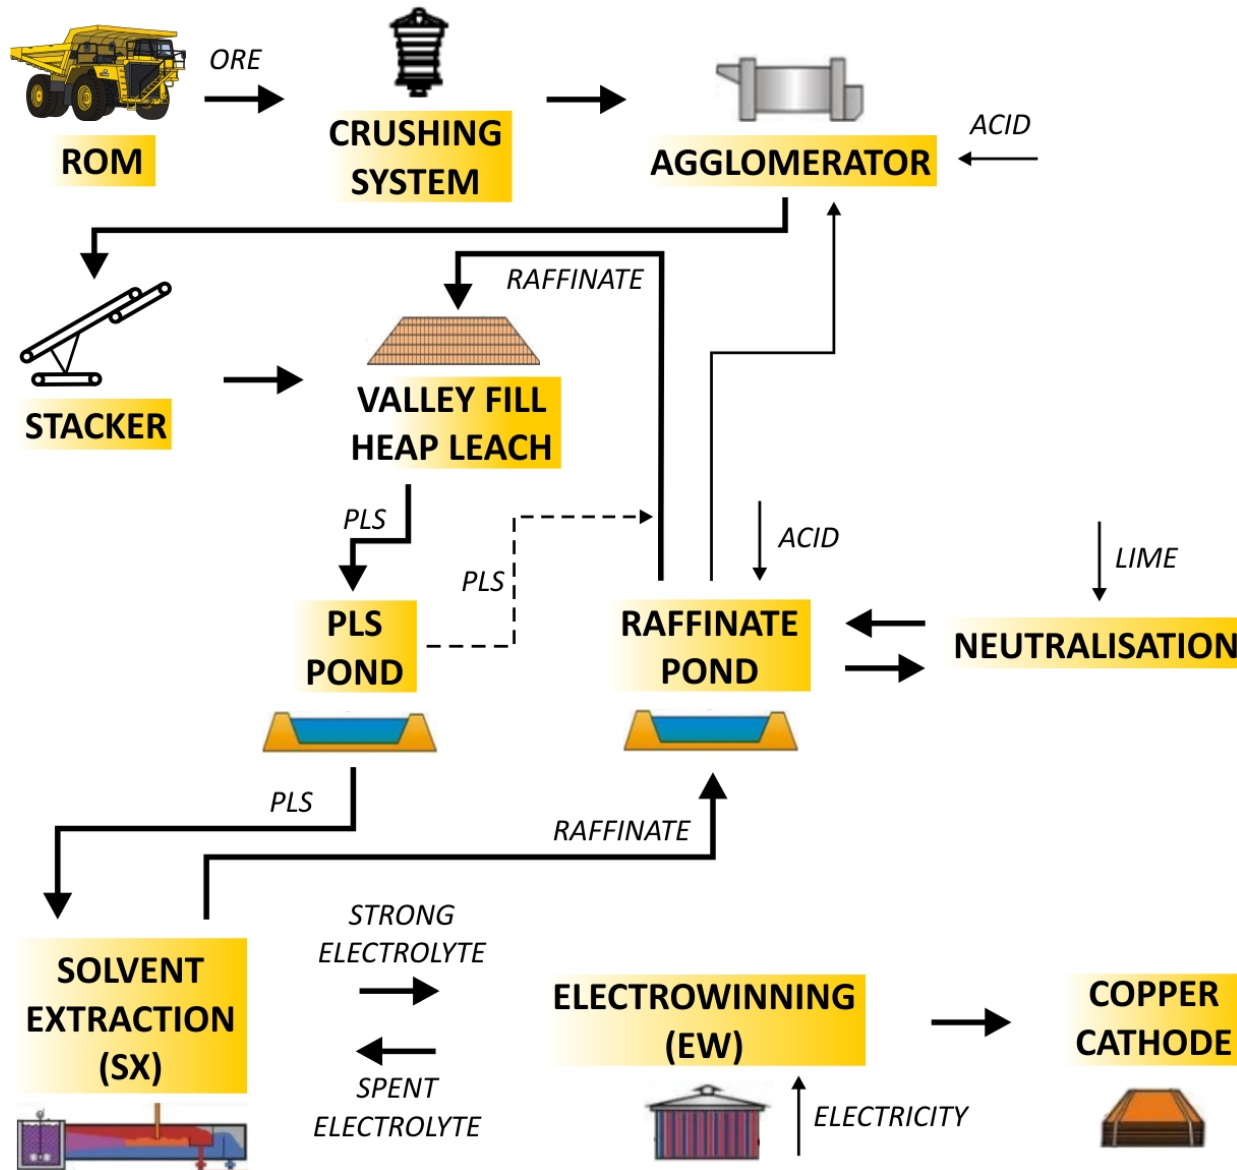 ORE
ROM
CRUSHING
SYSTEM
AGGLOMERATOR
ACID
STACKER
RAFFINATE
VALLEY FILL
HEAP LEACH
PLS
PLS
ACID
LIME
PLS
POND
RAFFINATE
POND
NEUTRALISATION
PLS
RAFFINATE
STRONG
ELECTROLYTE
SOLVENT
EXTRACTION
(SX)
SPENT
ELECTROLYTE
ELECTROWINNING
(EW)
ELECTRICITY
COPPER
CATHODE